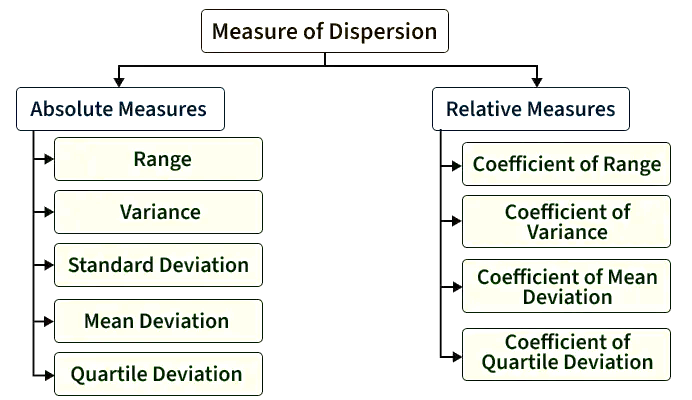 Measure of Dispersion
Absolute Measures
Range
Variance
Standard Deviation
Mean Deviation
Quartile Deviation
Relative Measures
Coefficient of Range
Coefficient of
Variance
Coefficient of Mean
Deviation
Coefficient of
Quartile Deviation